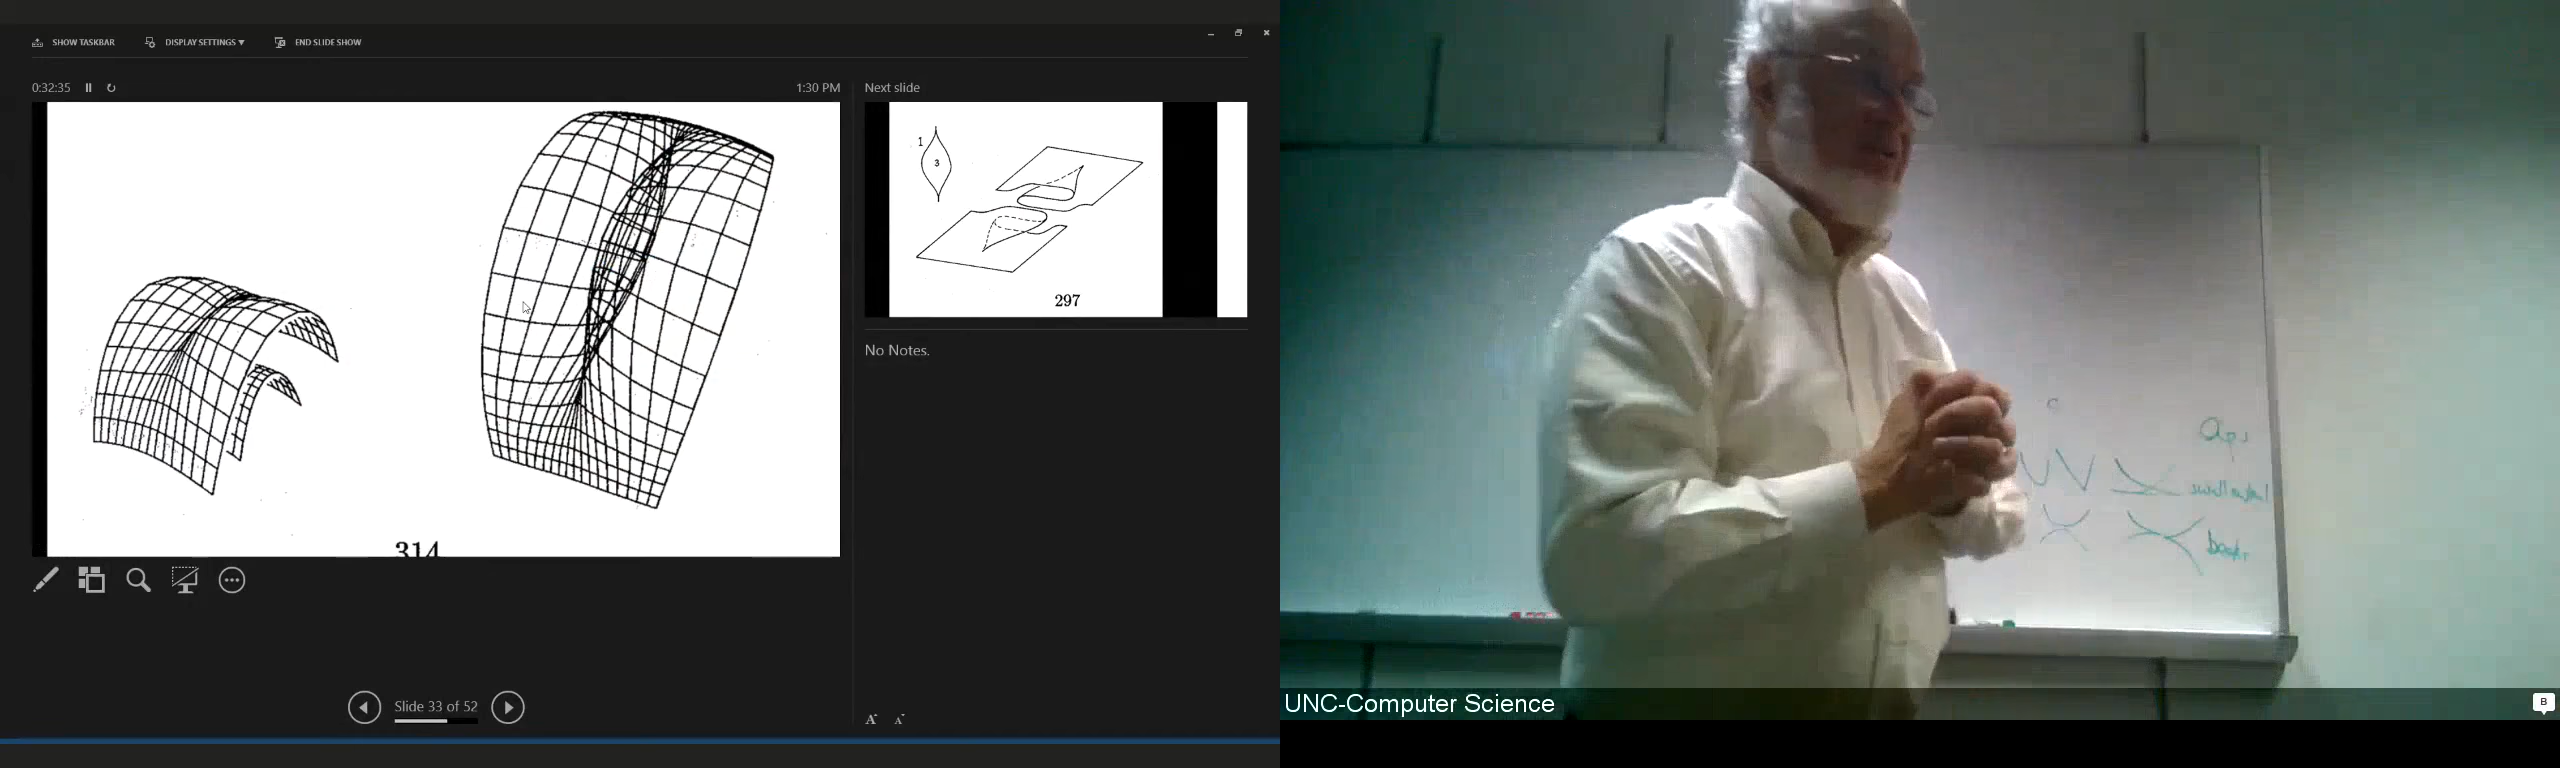 SHOW TASKBAR DISPLAY SETTINGS ▼ END SLIDE SHOW
0:32:35 1:30 PM
Next slide
1
3
297
No Notes.
314
Slide 33 of 52
A A
UNC-Computer Science
B